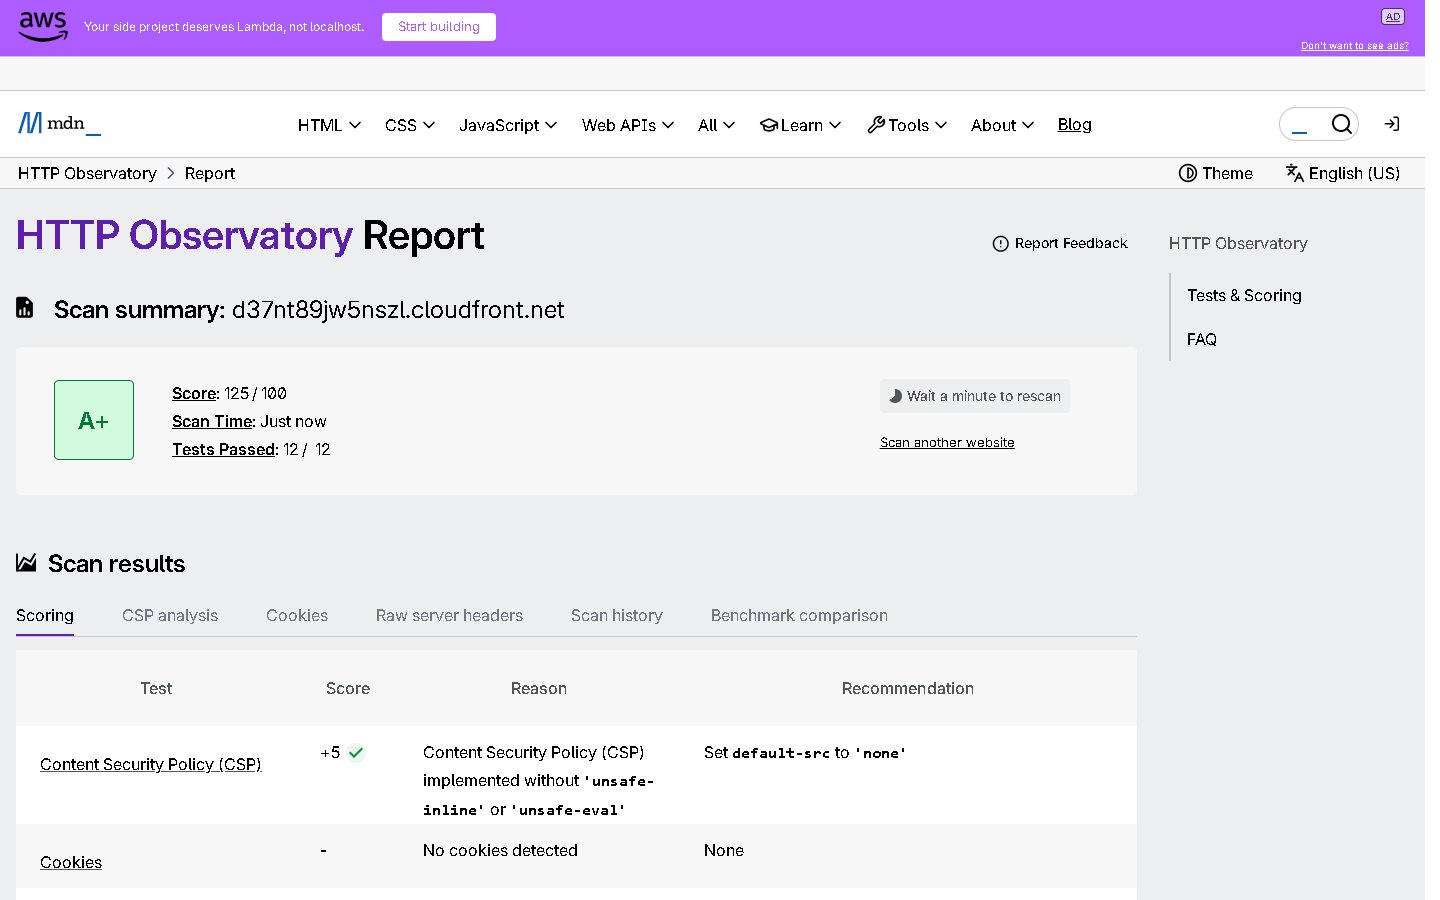 aws
Your side project deserves Lambda, not localhost.
Start building
AD
Don't want to see ads?
mdn_
HTML
CSS
JavaScript
Web APIs
All
Learn
Tools
About
Blog
HTTP Observatory
Report
Theme
English (US)
HTTP Observatory Report
Report Feedback
HTTP Observatory
Tests & Scoring
FAQ
Scan summary: d37nt89jw5nszl.cloudfront.net
A+
Score: 125 / 100
Scan Time: Just now
Tests Passed: 12 / 12
Wait a minute to rescan
Scan another website
Scan results
Scoring
CSP analysis
Cookies
Raw server headers
Scan history
Benchmark comparison
Test
Score
Reason
Recommendation
Content Security Policy (CSP)
+5
Content Security Policy (CSP)
implemented without 'unsafe-
inline' or 'unsafe-eval'
Set default-src to 'none'
Cookies
-
No cookies detected
None